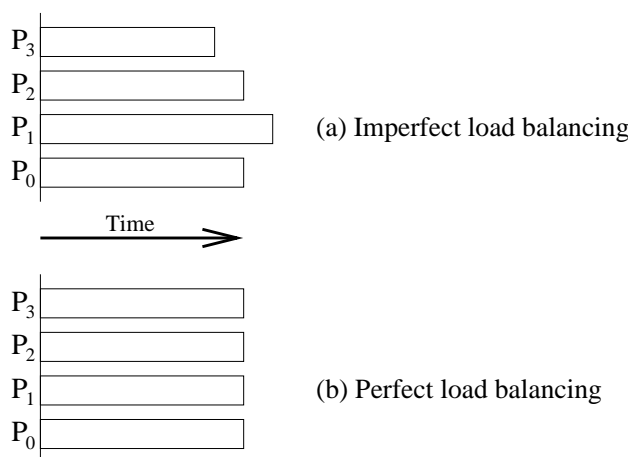 P3
P2
P1
(a) Imperfect load balancing
P0
Time
P3
P2
P1
(b) Perfect load balancing
P0